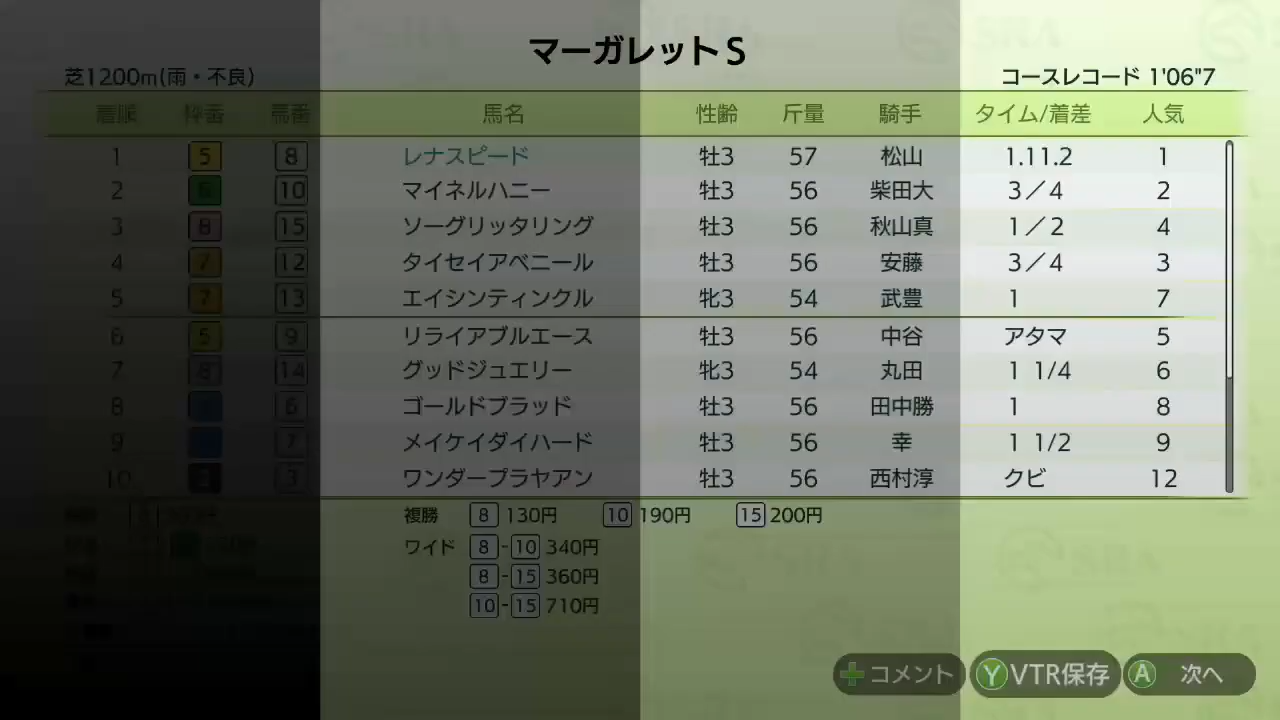 マーガレットS
芝1200m(雨・不良)
コースレコード 1'06"7
着順 枠番 馬番 馬名 性齢 斤量 騎手 タイム/着差 人気
1 5 8 レナスピード 牡3 57 松山 1.11.2 1
2 6 10 マイネルハニー 牡3 56 柴田大 3/4 2
3 8 15 ソーグリッタリング 牡3 56 秋山真 1/2 4
4 7 12 タイセイアベニール 牡3 56 安藤 3/4 3
5 7 13 エイシンティンクル 牝3 54 武豊 1 7
6 5 9 リライアブルエース 牡3 56 中谷 アタマ 5
7 8 14 グッドジュエリー 牝3 54 丸田 1 1/4 6
8 6 ゴールドブラッド 牡3 56 田中勝 1 8
9 7 メイケイダイハード 牡3 56 幸 1 1/2 9
10 3 ワンダープラヤアン 牡3 56 西村淳 クビ 12
複勝 8 130円 10 190円 15 200円
ワイド 8-10 340円
8-15 360円
10-15 710円
コメント Y VTR保存 A 次へ